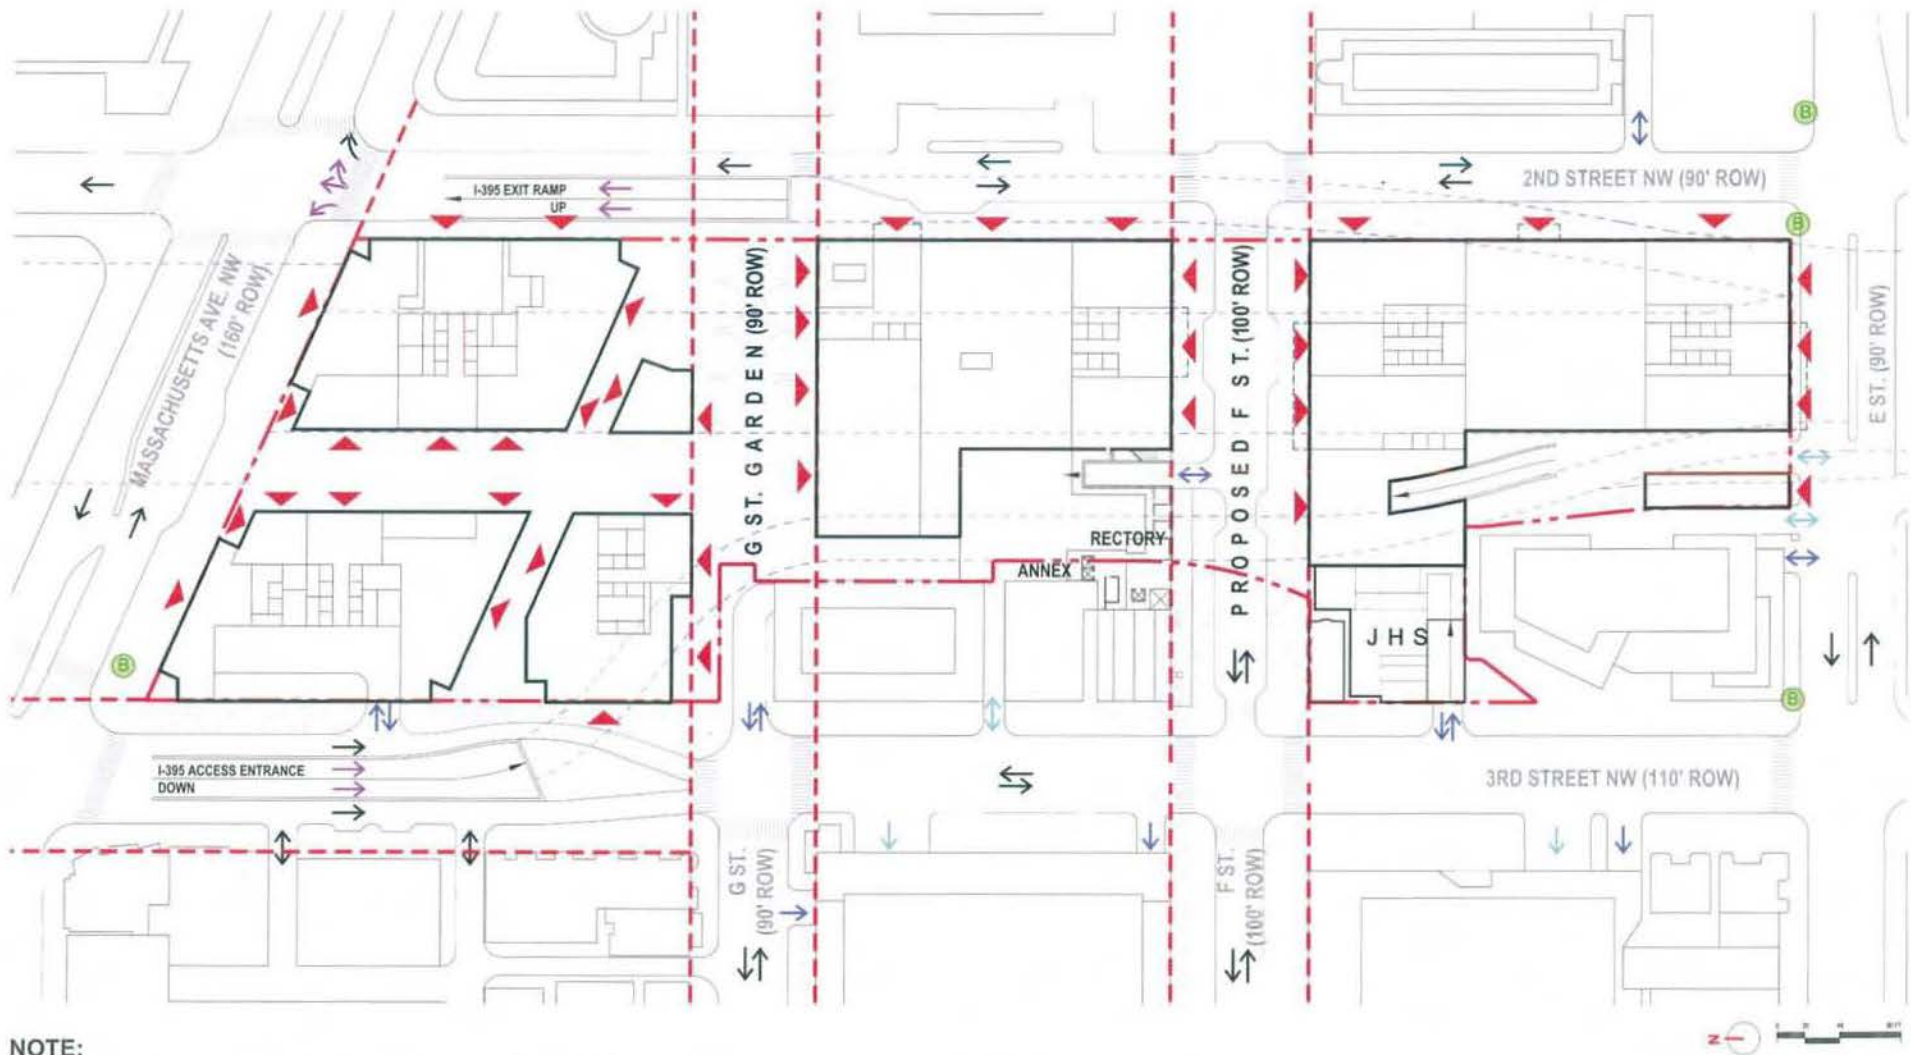 2ND STREET NW (90' ROW)
I-395 EXIT RAMP
UP
MASSACHUSETTS AVE. NW
(160' ROW)
G ST. GARDEN (90' ROW)
PROPOSED F ST. (100' ROW)
E ST. (90' ROW)
RECTORY
ANNEX
JHS
B
B
B
B
I-395 ACCESS ENTRANCE
DOWN
3RD STREET NW (110' ROW)
G ST.
(90' ROW)
F ST.
(100' ROW)
N
NOTE: